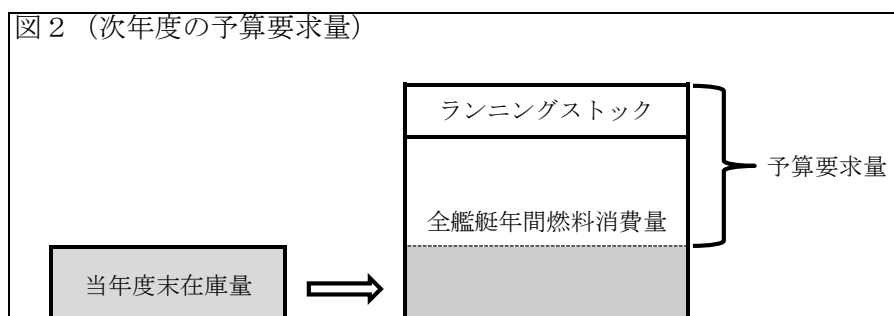 図２（次年度の予算要求量）
ランニングストック
予算要求量
全艦艇年間燃料消費量
当年度末在庫量